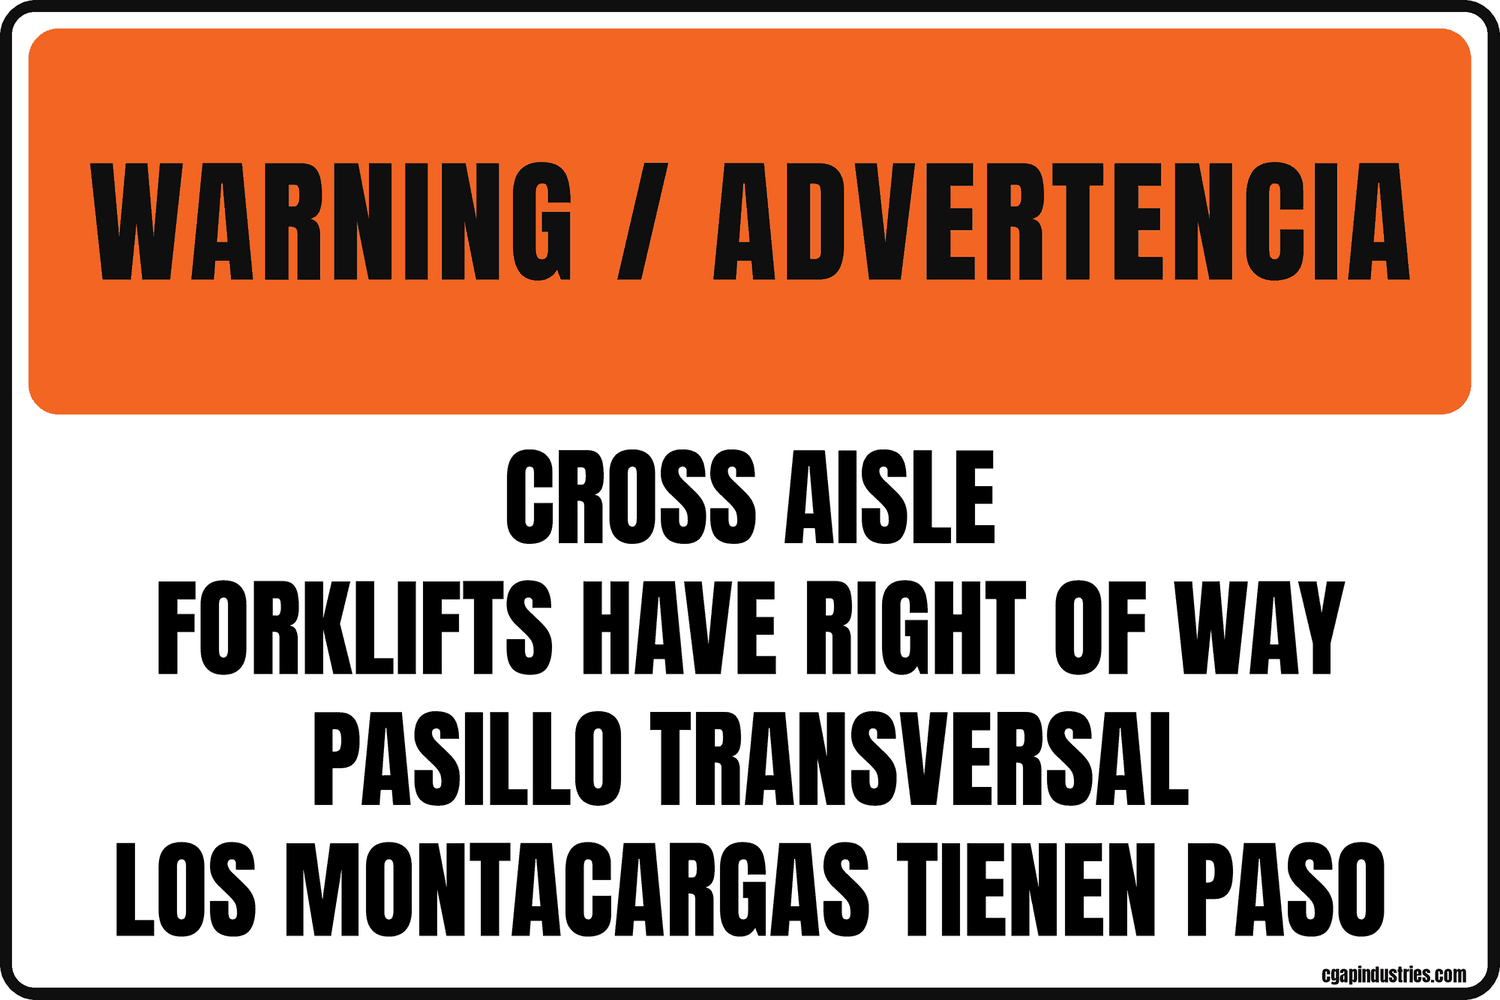 WARNING / ADVERTENCIA
CROSS AISLE
FORKLIFTS HAVE RIGHT OF WAY
PASILLO TRANSVERSAL
LOS MONTACARGAS TIENEN PASO
cgapindustries.com